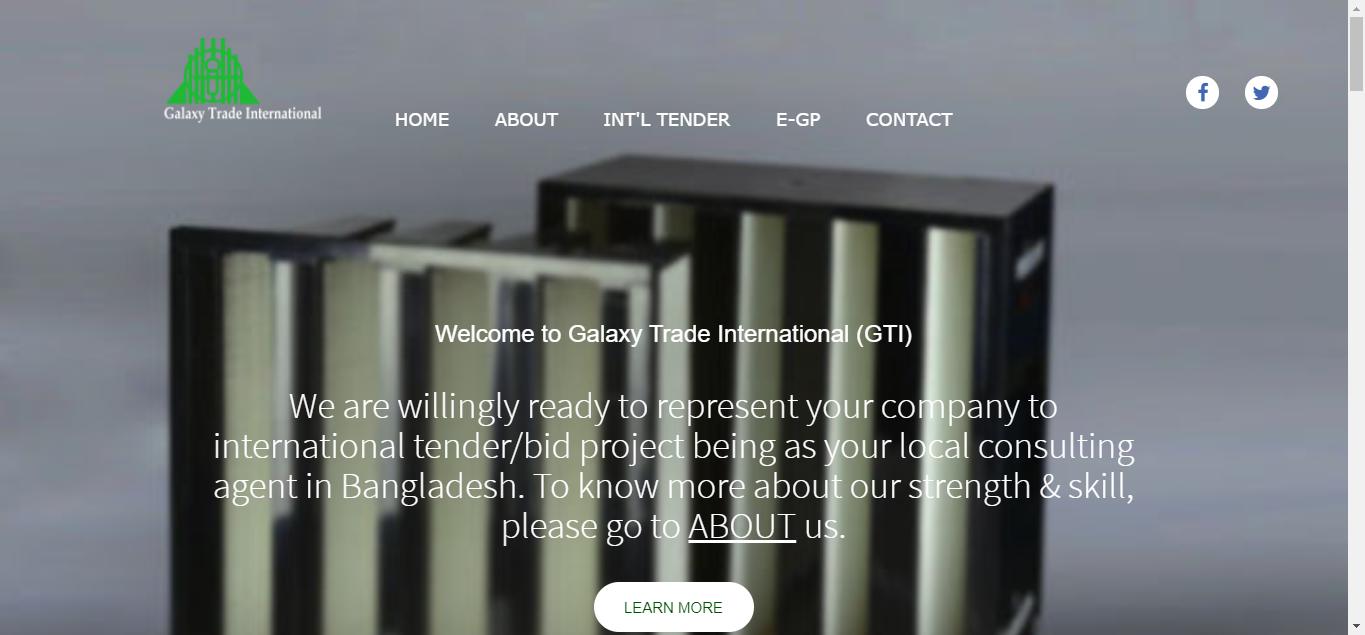 Galaxy Trade International
HOME ABOUT INT'L TENDER E-GP CONTACT
Welcome to Galaxy Trade International (GTI)
We are willingly ready to represent your company to
international tender/bid project being as your local consulting
agent in Bangladesh. To know more about our strength & skill,
please go to ABOUT us.
LEARN MORE